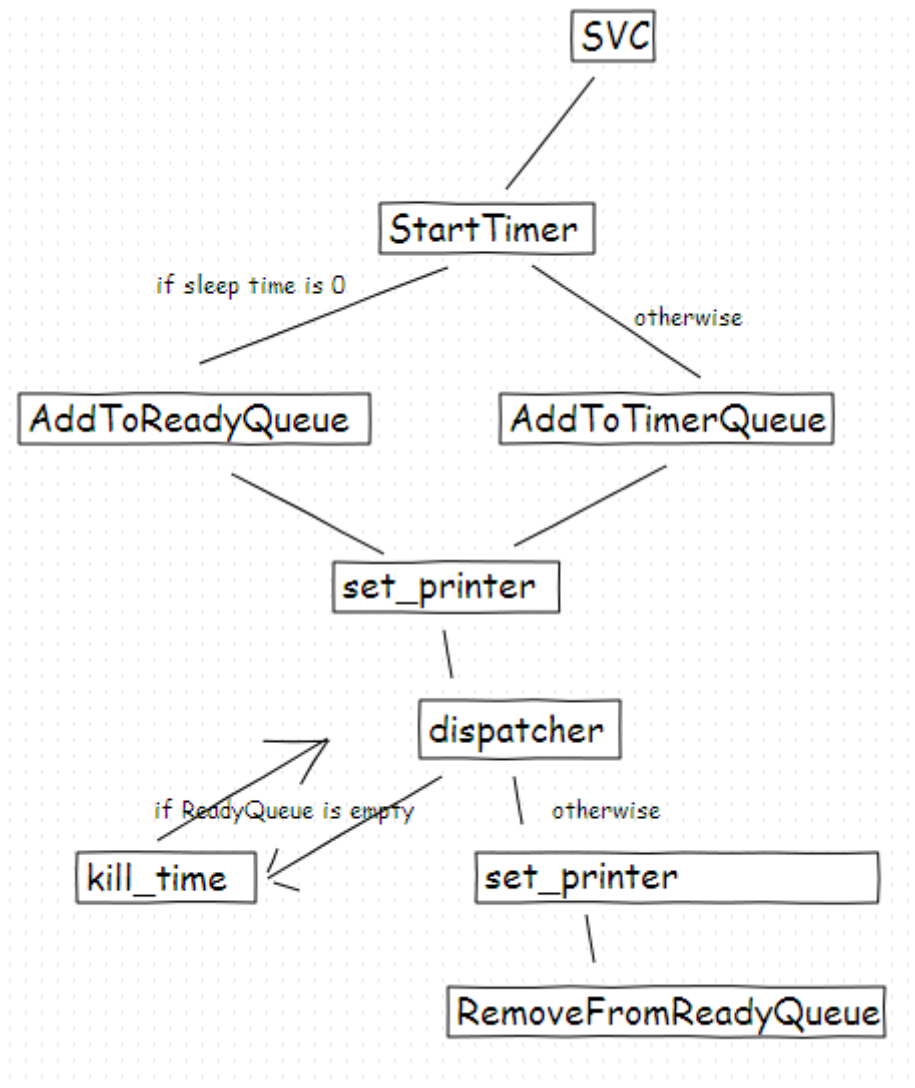 SVC
StartTimer
if sleep time is 0
otherwise
AddToReadyQueue
AddToTimerQueue
set_printer
dispatcher
if ReadyQueue is empty
otherwise
kill_time
set_printer
RemoveFromReadyQueue